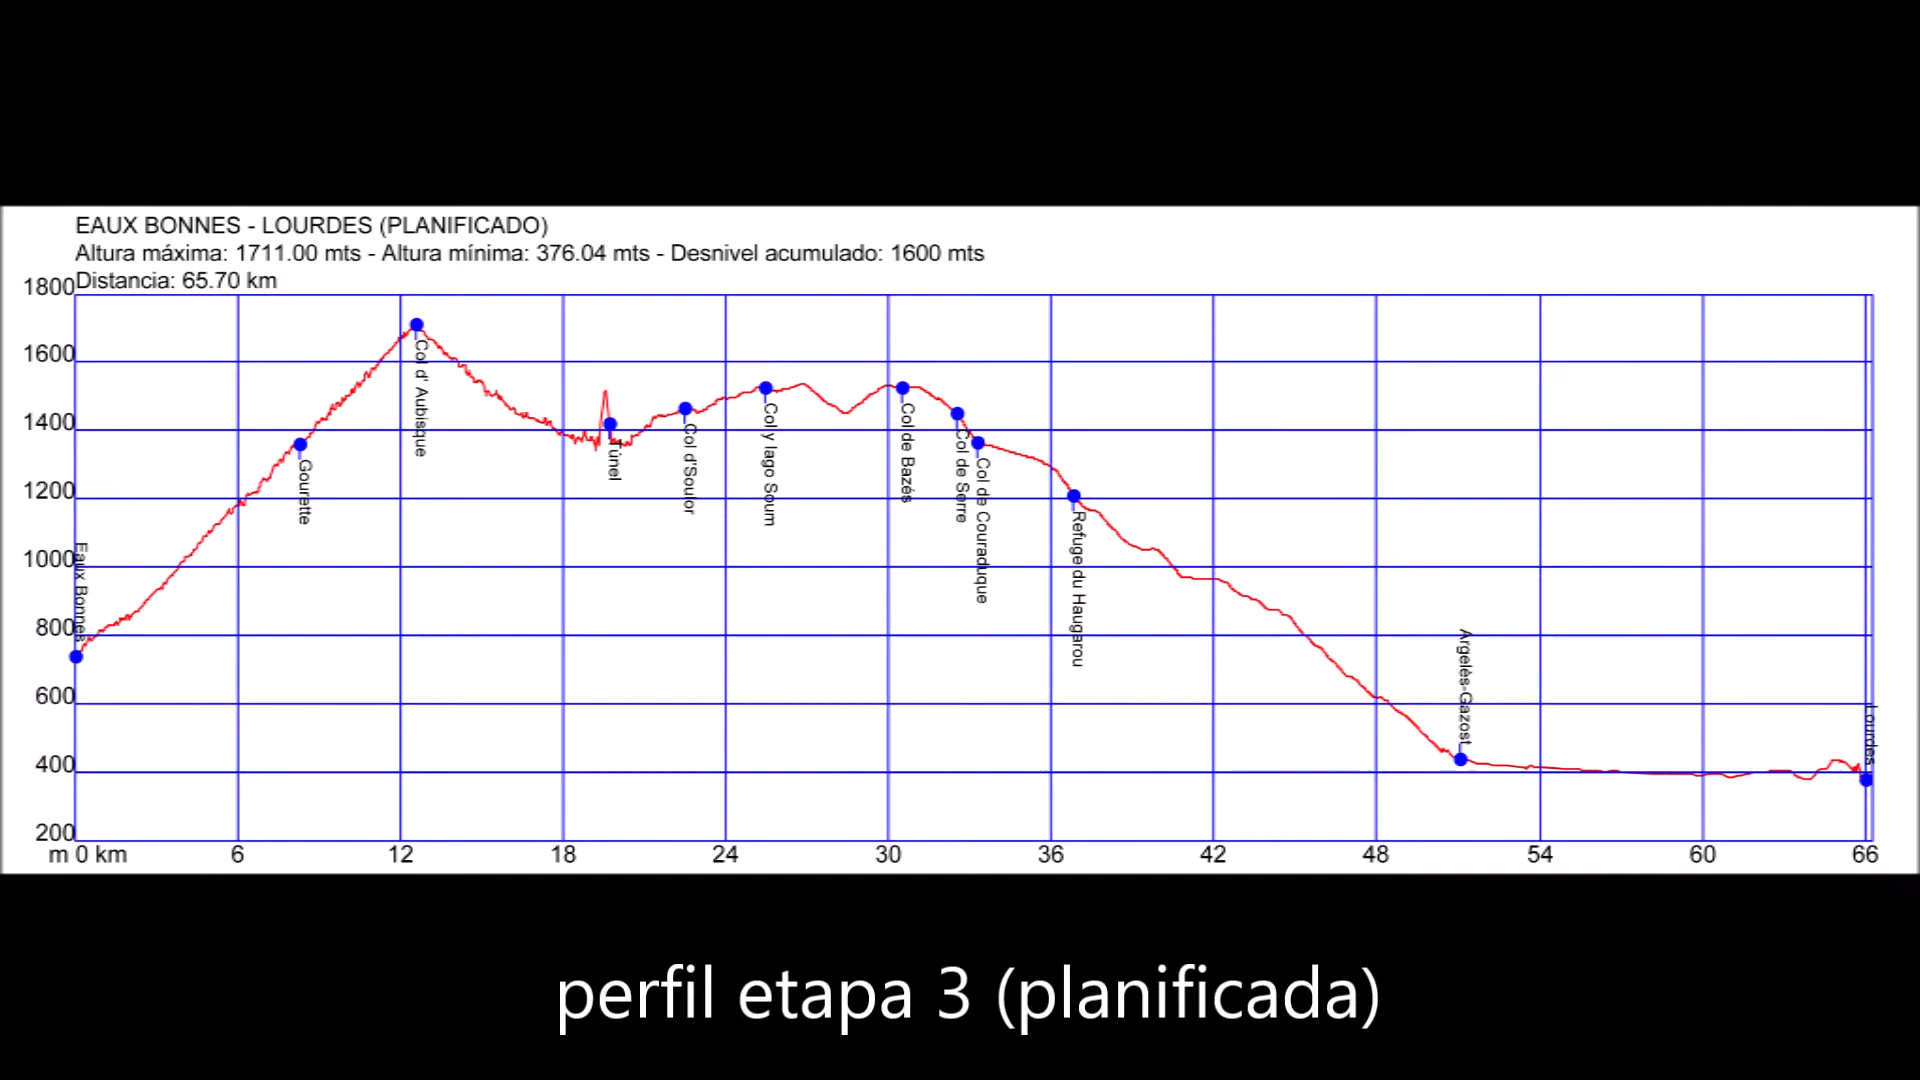 EAUX BONNES - LOURDES (PLANIFICADO)
Altura máxima: 1711.00 mts - Altura mínima: 376.04 mts - Desnivel acumulado: 1600 mts
Distancia: 65.70 km
1800
1600
1400
1200
1000
800
600
400
200
Eaux Bonnes
Gourette
Col d' Aubisque
Túnel
Col d'Soulor
Col y lago Soum
Col de Bazés
Col de Serre
Col de Couraduque
Refuge du Haugarou
Argelès-Gazost
Lourdes
m 0 km 6 12 18 24 30 36 42 48 54 60 66
perfil etapa 3 (planificada)